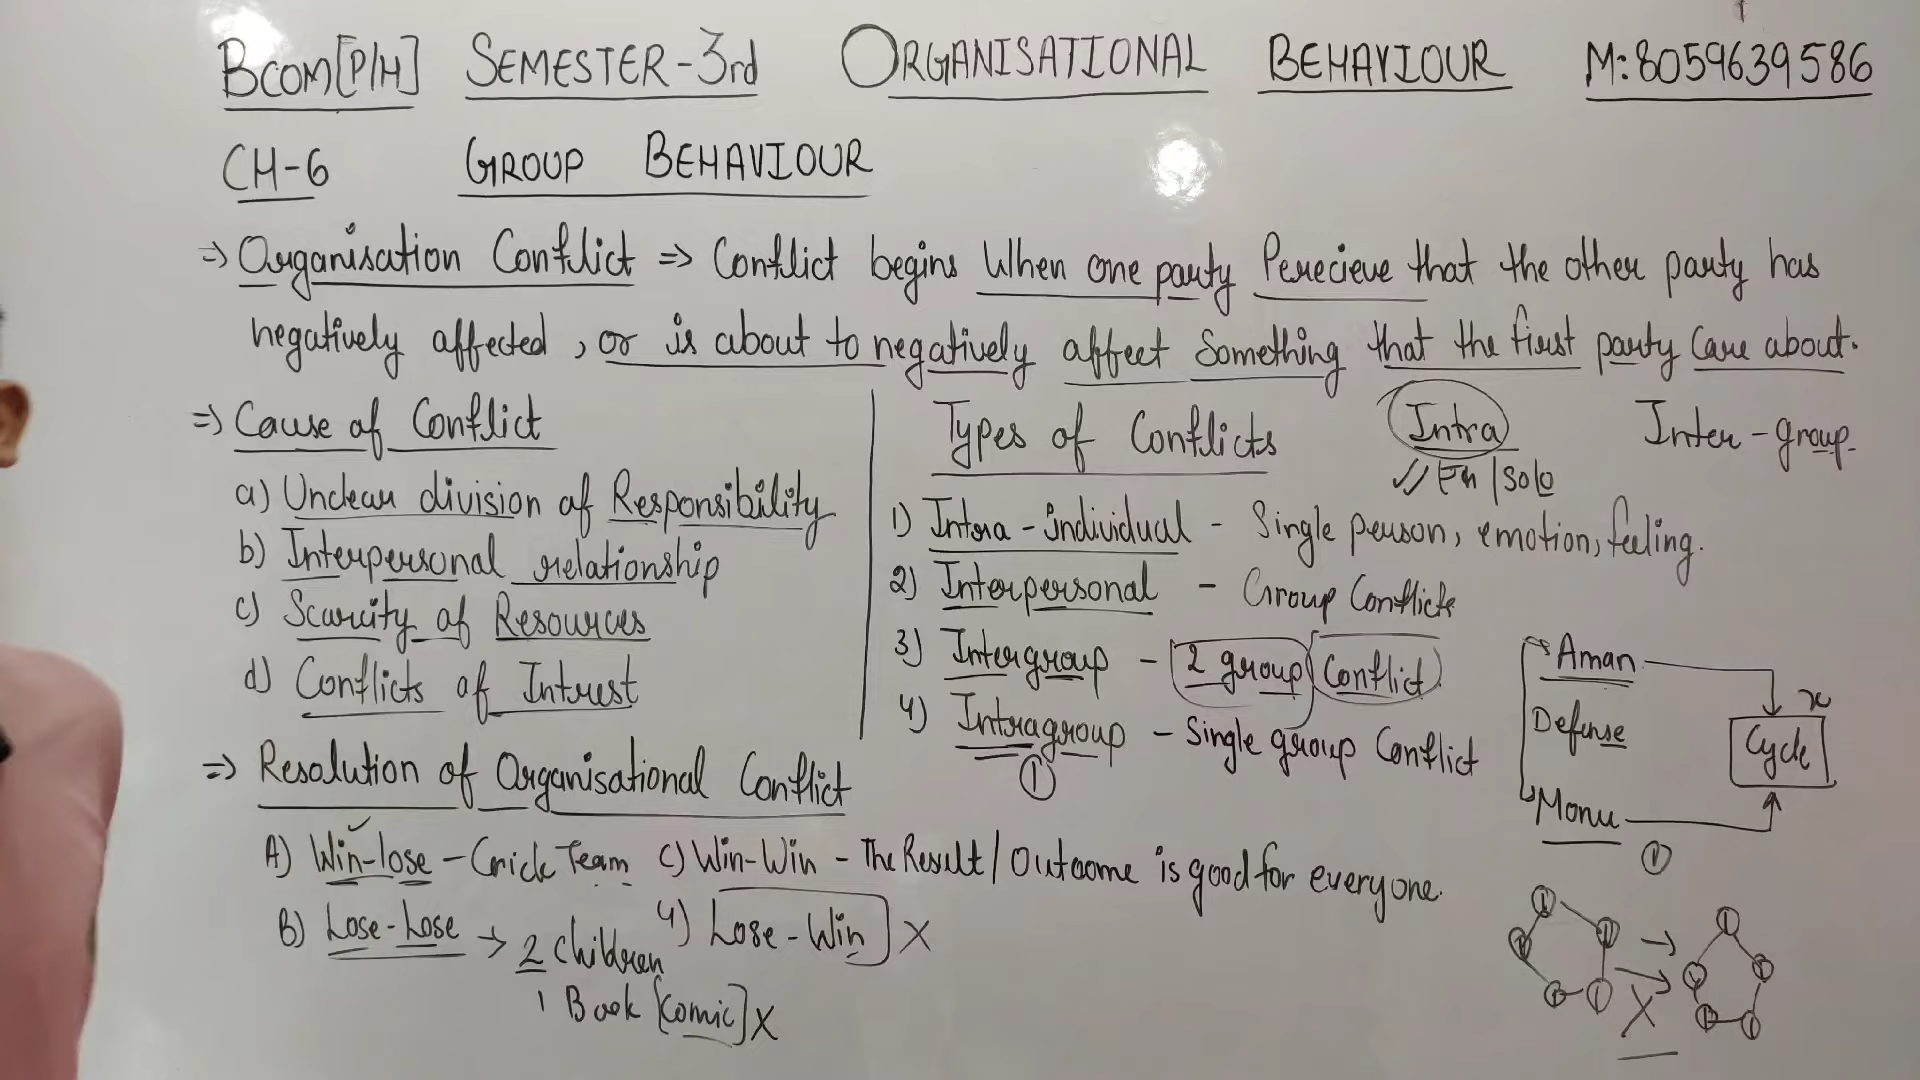 BCOM[P/H] SEMESTER-3rd ORGANISATIONAL BEHAVIOUR M:8059639586
CH-6 GROUP BEHAVIOUR
=> Organisation Conflict => Conflict begins When one party Perecieve that the other party has
negatively affected, or is about to negatively affect Something that the first party Care about.
=> Cause of Conflict
a) Unclear division of Responsibility
b) Interpersonal relationship
c) Scarcity of Resources
d) Conflicts of Intrest
Types of Conflicts Intra Inter-group
/Solo
1) Intra-individual - Single person, emotion, feeling.
2) Interpersonal - Group Conflicts
3) Intergroup - 2 group Conflict
4) Intragroup - Single group Conflict
1
Aman
Defense
Monu
x
Cycle
1
=> Resolution of Organisational Conflict
A) Win-lose - Crick Team C) Win-Win - The Result/Outcome is good for everyone.
B) Lose-Lose → 2 Children 4) Lose-Win X
1 Book [Comic] X